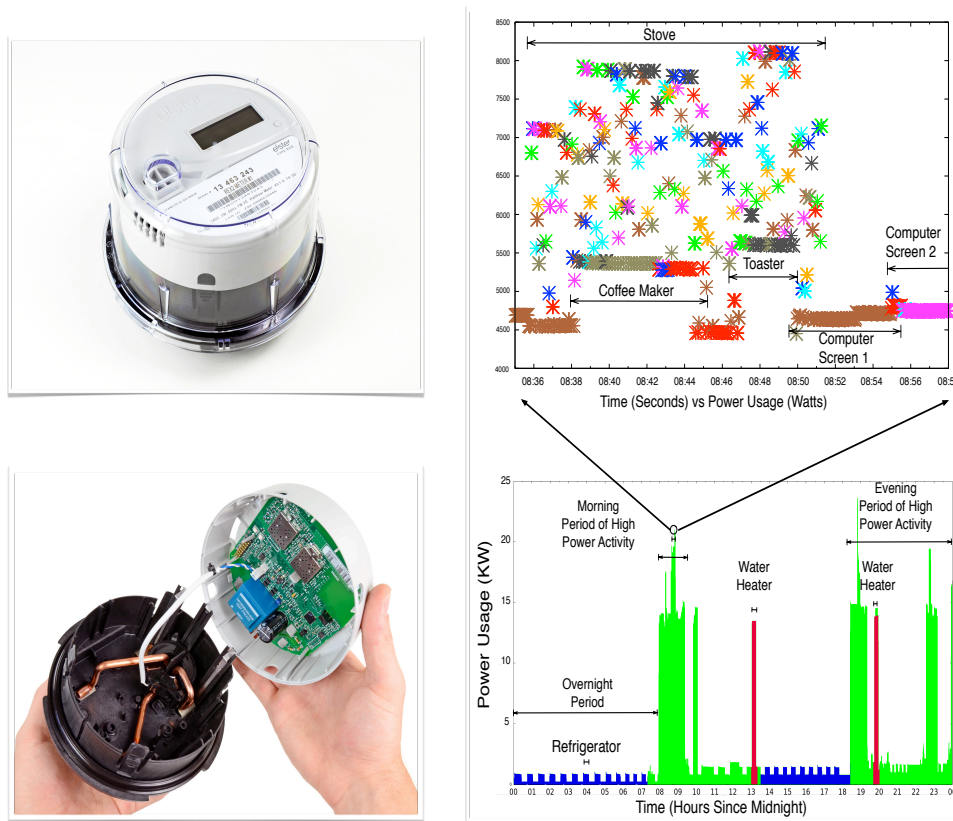 elster
13 463 243
8500
8000
7500
7000
6500
6000
5500
5000
4500
4000
Stove
Coffee Maker
Toaster
Computer
Screen 2
Computer
Screen 1
08:36
08:38
08:40
08:42
08:44
08:46
08:48
08:50
08:52
08:54
08:56
08:5
Time (Seconds) vs Power Usage (Watts)
25
20
15
10
5
0
Power Usage (KW)
Morning
Period of High
Power Activity
Evening
Period of High
Power Activity
Water
Heater
Water
Heater
Overnight
Period
Refrigerator
00 01 02 03 04 05 06 07 08 09 10 11 12 13 14 15 16 17 18 19 20 21 22 23 00
Time (Hours Since Midnight)